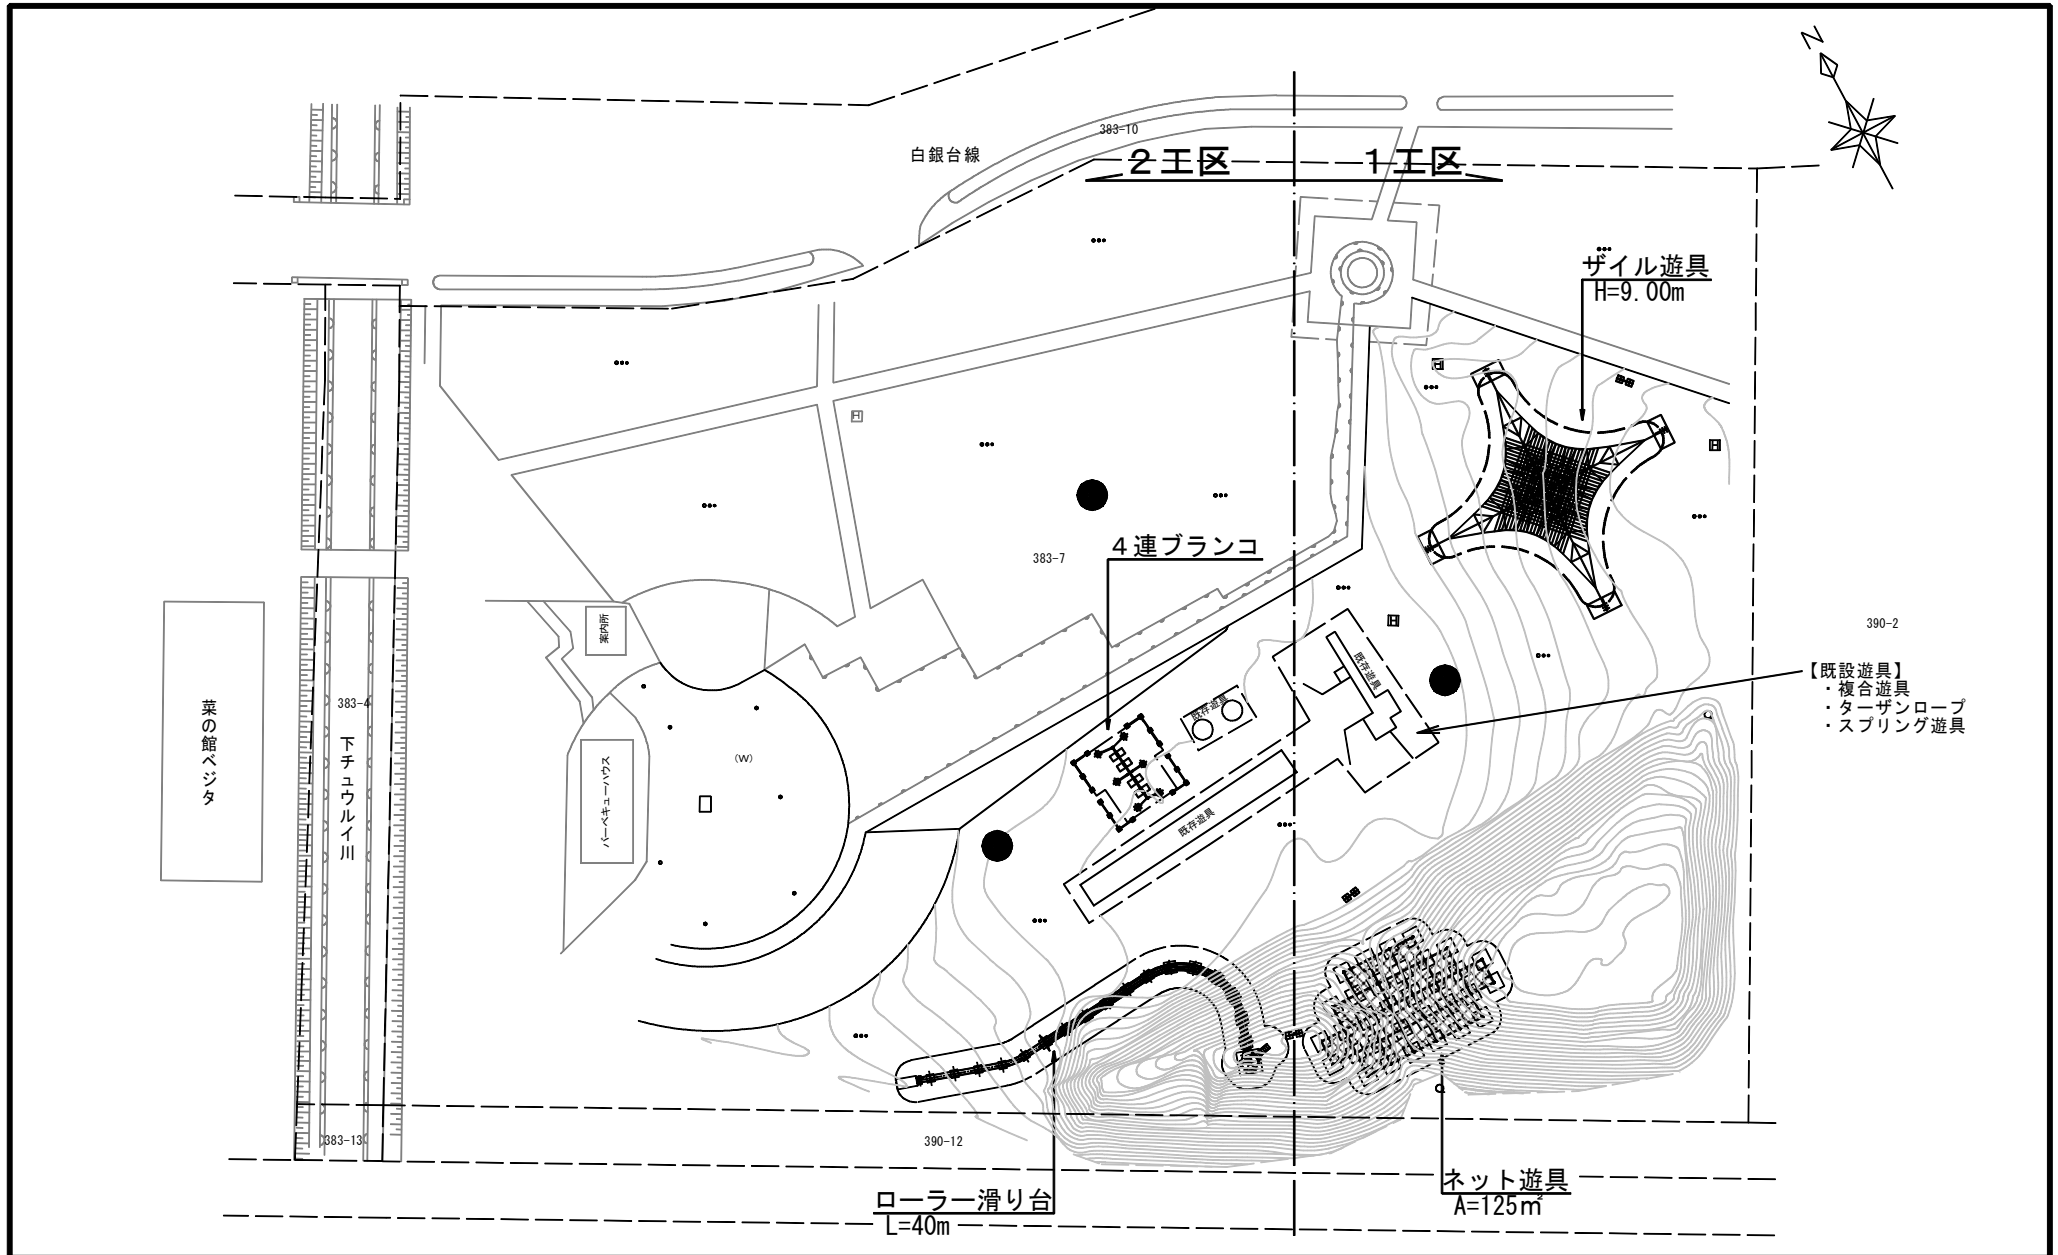 N
383-10
白銀台線
２工区
１工区
ザイル遊具
H=9.00m
４連ブランコ
383-7
390-2
案内所
既存遊具
既存遊具
【既設遊具】
・複合遊具
・ターザンロープ
・スプリング遊具
383-4
菜の館ベジタ
下チュウルイ川
バーベキューハウス
(W)
既存遊具
383-13
390-12
ローラー滑り台
L=40m
ネット遊具
A=125㎡